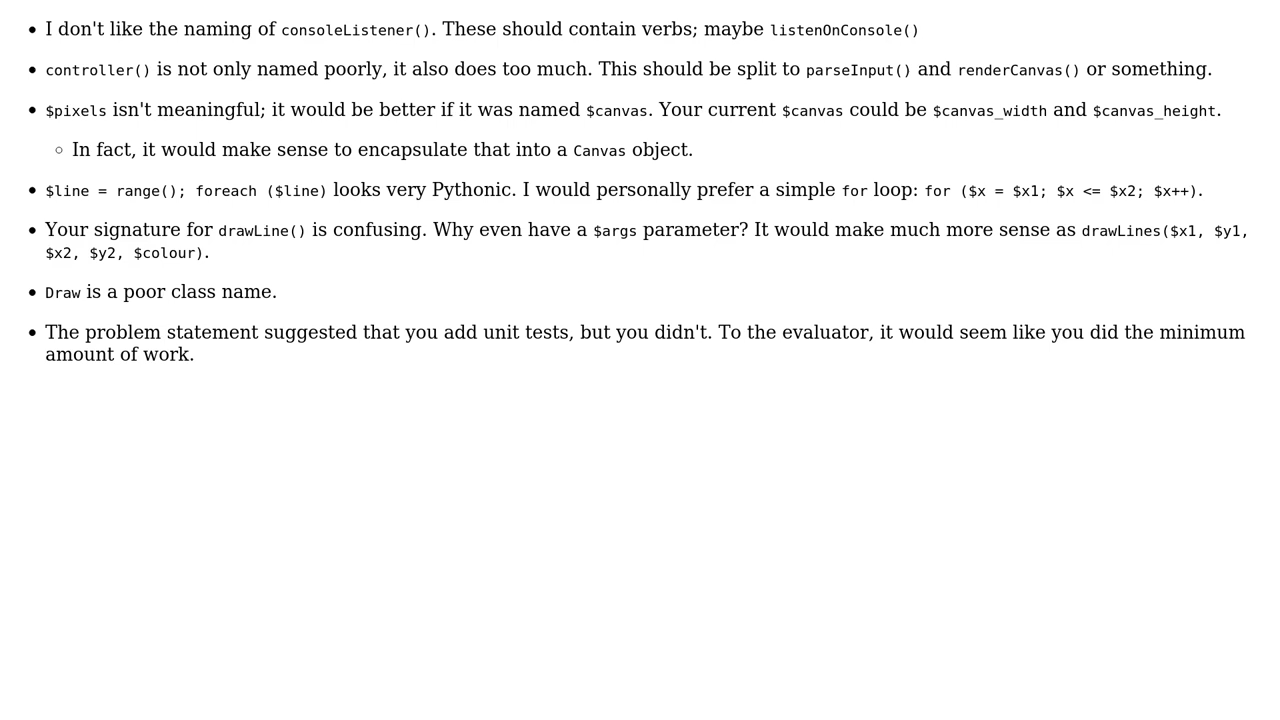 • I don't like the naming of consoleListener(). These should contain verbs; maybe listenOnConsole()
• controller() is not only named poorly, it also does too much. This should be split to parseInput() and renderCanvas() or something.
• $pixels isn't meaningful; it would be better if it was named $canvas. Your current $canvas could be $canvas_width and $canvas_height.
◦ In fact, it would make sense to encapsulate that into a Canvas object.
• $line = range(); foreach ($line) looks very Pythonic. I would personally prefer a simple for loop: for ($x = $x1; $x <= $x2; $x++).
• Your signature for drawLine() is confusing. Why even have a $args parameter? It would make much more sense as drawLines($x1, $y1,
$x2, $y2, $colour).
• Draw is a poor class name.
• The problem statement suggested that you add unit tests, but you didn't. To the evaluator, it would seem like you did the minimum
amount of work.